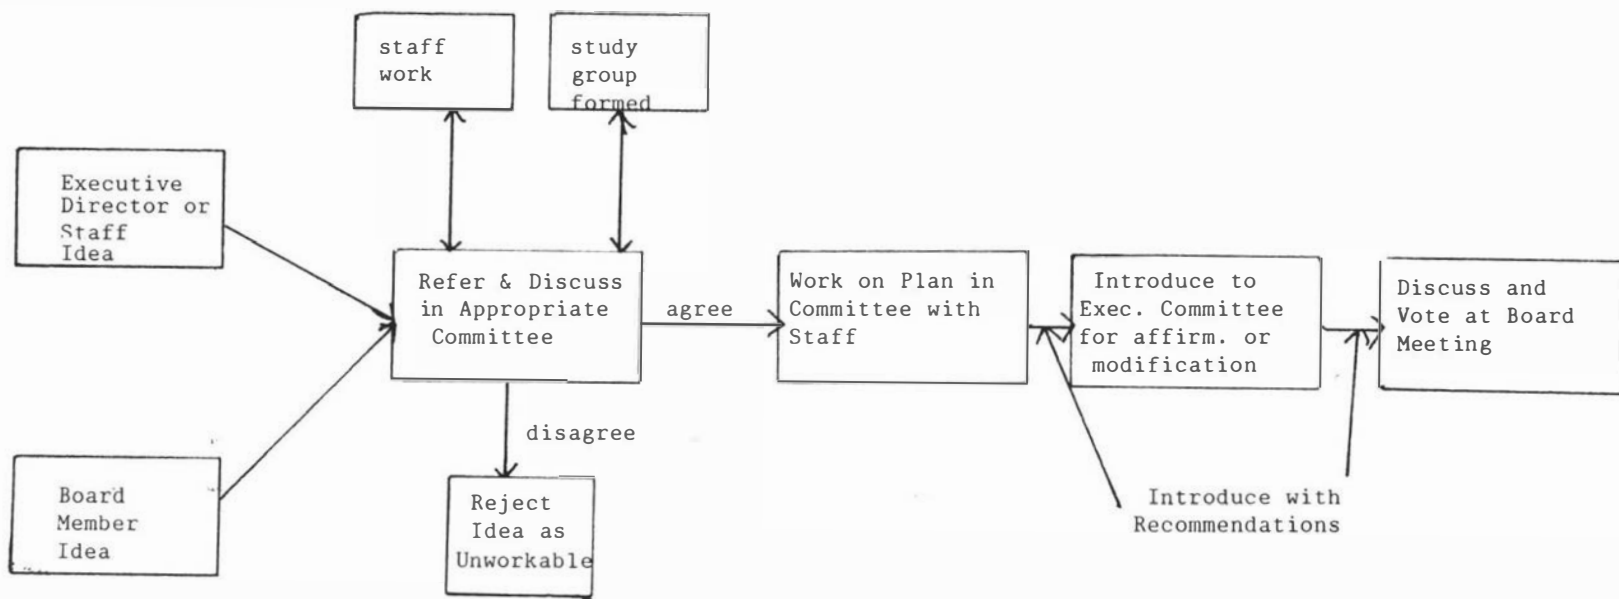 staff
work
study
group
formed
Executive
Director or
Staff
Idea
Refer & Discuss
in Appropriate
Committee
agree
Work on Plan in
Committee with
Staff
Introduce to
Exec. Committee
for affirm. or
modification
Discuss and
Vote at Board
Meeting
disagree
Board
Member
Idea
Reject
Idea as
Unworkable
Introduce with
Recommendations